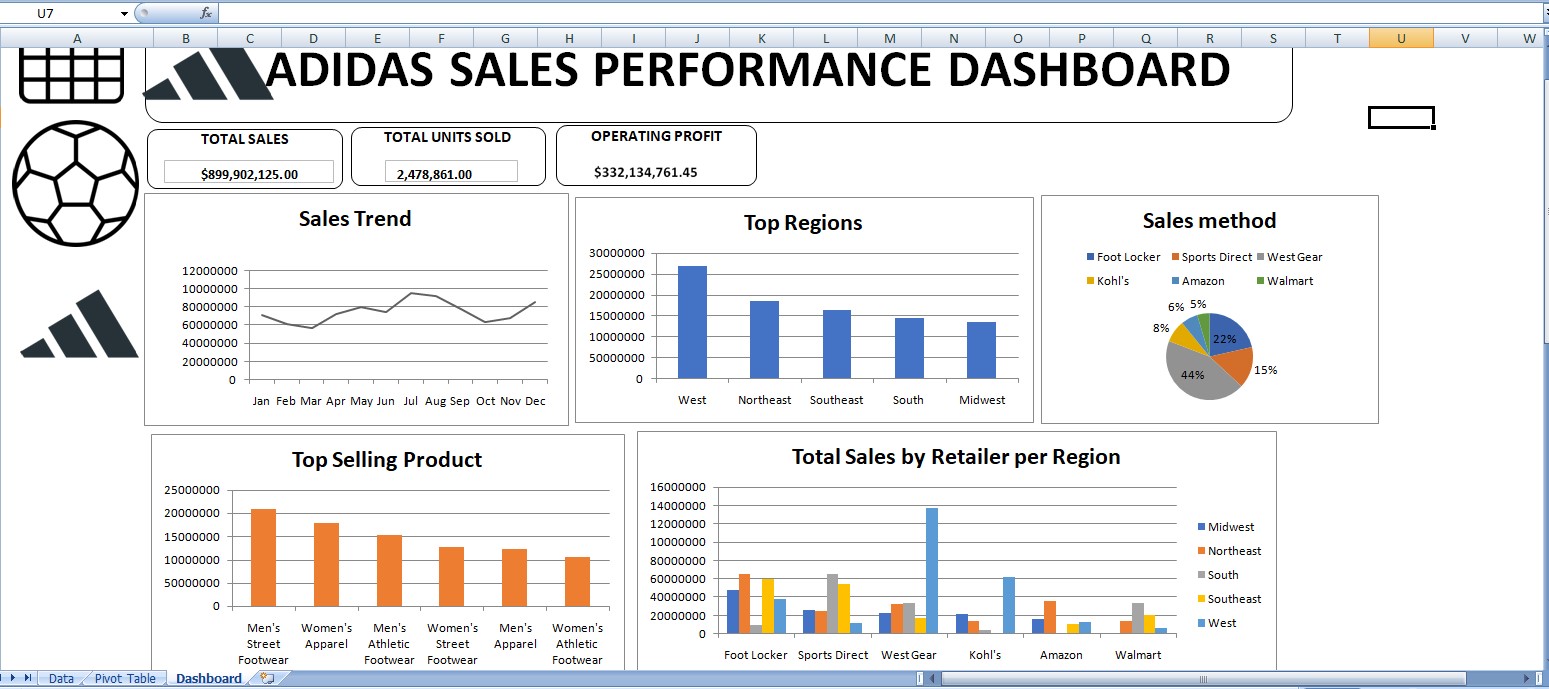 U7
fx
A B C D E F G H I J K L M N O P Q R S T U V W
ADIDAS SALES PERFORMANCE DASHBOARD
TOTAL SALES
$899,902,125.00
TOTAL UNITS SOLD
2,478,861.00
OPERATING PROFIT
$332,134,761.45
Sales Trend
12000000
10000000
80000000
60000000
40000000
20000000
0
Jan Feb Mar Apr May Jun Jul Aug Sep Oct Nov Dec
Top Regions
30000000
25000000
20000000
15000000
10000000
50000000
0
West Northeast Southeast South Midwest
Sales method
Foot Locker Sports Direct West Gear
Kohl's Amazon Walmart
6% 5%
8% 22%
44% 15%
Top Selling Product
25000000
20000000
15000000
10000000
50000000
0
Men's Women's Men's Women's Men's Women's
Street Apparel Athletic Street Apparel Athletic
Footwear Footwear Footwear Footwear
Total Sales by Retailer per Region
16000000
14000000
12000000
10000000
80000000
60000000
40000000
20000000
0
Foot Locker Sports Direct West Gear Kohl's Amazon Walmart
Midwest
Northeast
South
Southeast
West
Data Pivot Table Dashboard